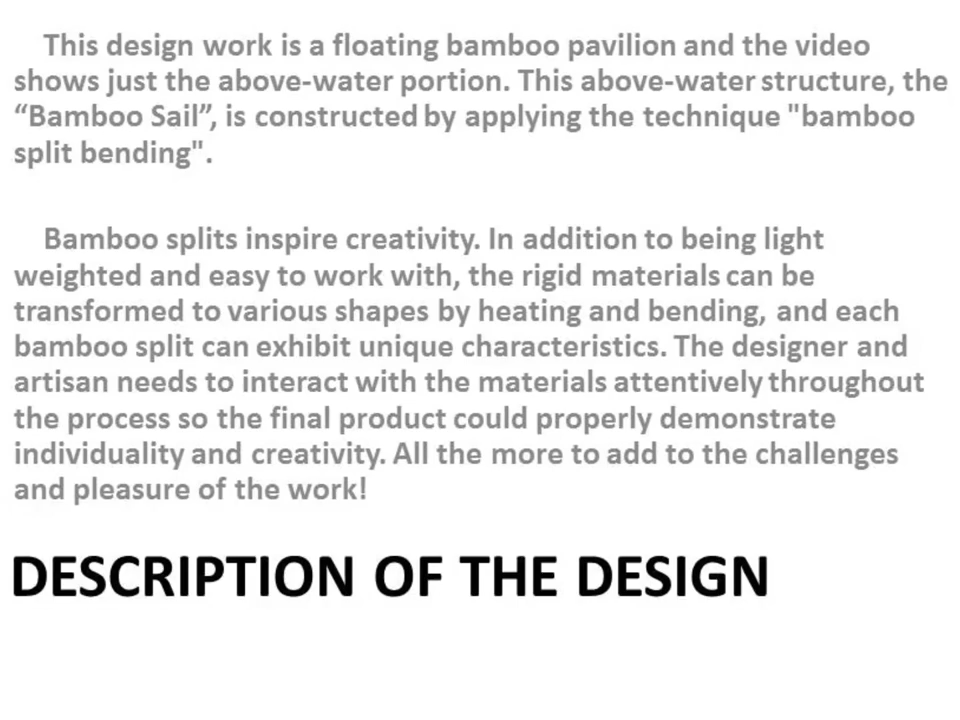 This design work is a floating bamboo pavilion and the video
shows just the above-water portion. This above-water structure, the
“Bamboo Sail”, is constructed by applying the technique "bamboo
split bending".
Bamboo splits inspire creativity. In addition to being light
weighted and easy to work with, the rigid materials can be
transformed to various shapes by heating and bending, and each
bamboo split can exhibit unique characteristics. The designer and
artisan needs to interact with the materials attentively throughout
the process so the final product could properly demonstrate
individuality and creativity. All the more to add to the challenges
and pleasure of the work!
DESCRIPTION OF THE DESIGN